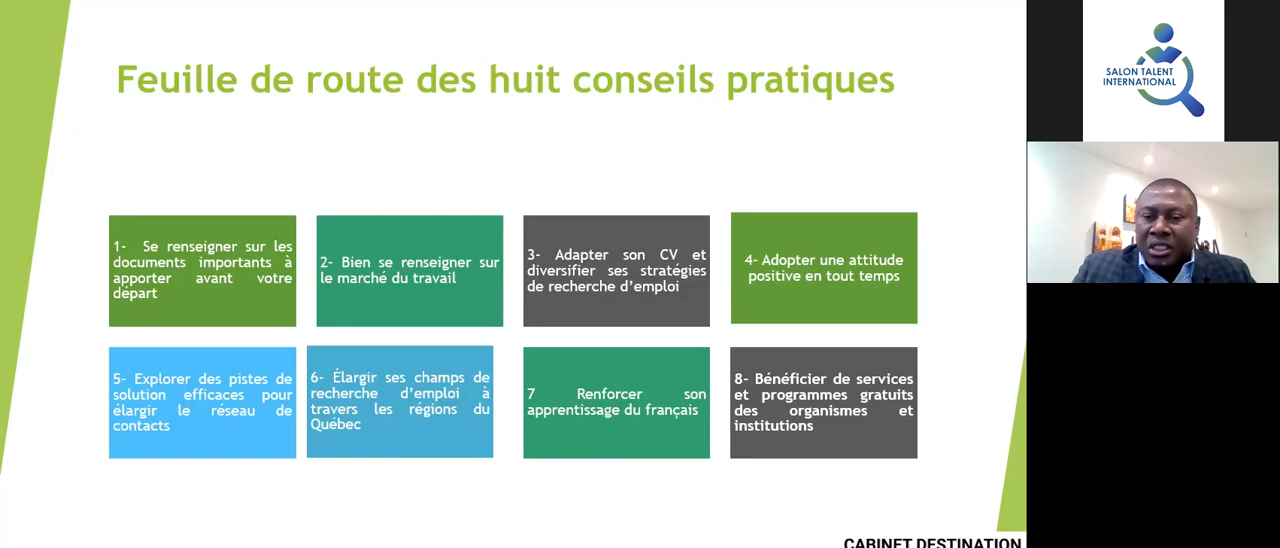 Feuille de route des huit conseils pratiques
SALON TALENT
INTERNATIONAL
1- Se renseigner sur les
documents importants à
apporter avant votre
départ
2- Bien se renseigner sur
le marché du travail
3- Adapter son CV et
diversifier ses stratégies
de recherche d’emploi
4- Adopter une attitude
positive en tout temps
5- Explorer des pistes de
solution efficaces pour
élargir le réseau de
contacts
6- Élargir ses champs de
recherche d’emploi à
travers les régions du
Québec
7 Renforcer son
apprentissage du français
8- Bénéficier de services
et programmes gratuits
des organismes et
institutions
CABINET DESTINATION